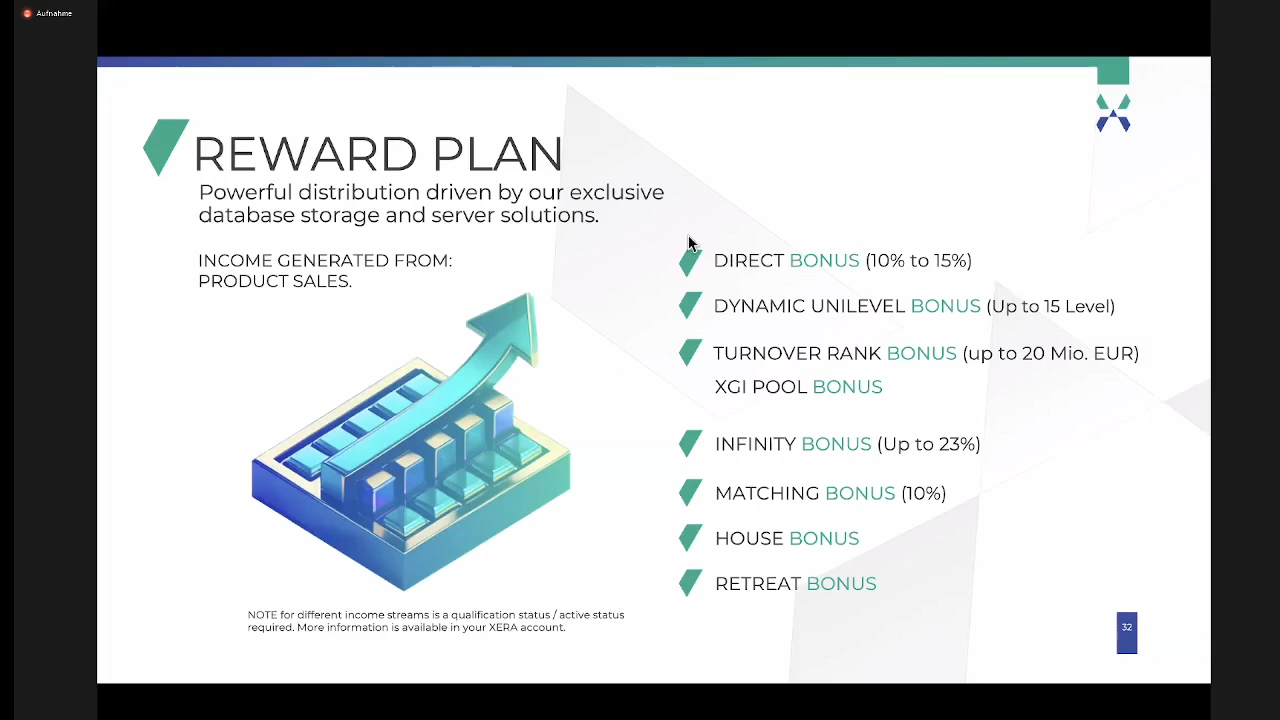 Aufnahme
REWARD PLAN
Powerful distribution driven by our exclusive
database storage and server solutions.
INCOME GENERATED FROM:
PRODUCT SALES.
DIRECT BONUS (10% to 15%)
DYNAMIC UNILEVEL BONUS (Up to 15 Level)
TURNOVER RANK BONUS (up to 20 Mio. EUR)
XGI POOL BONUS
INFINITY BONUS (Up to 23%)
MATCHING BONUS (10%)
HOUSE BONUS
RETREAT BONUS
NOTE for different income streams is a qualification status / active status
required. More information is available in your XERA account.
32